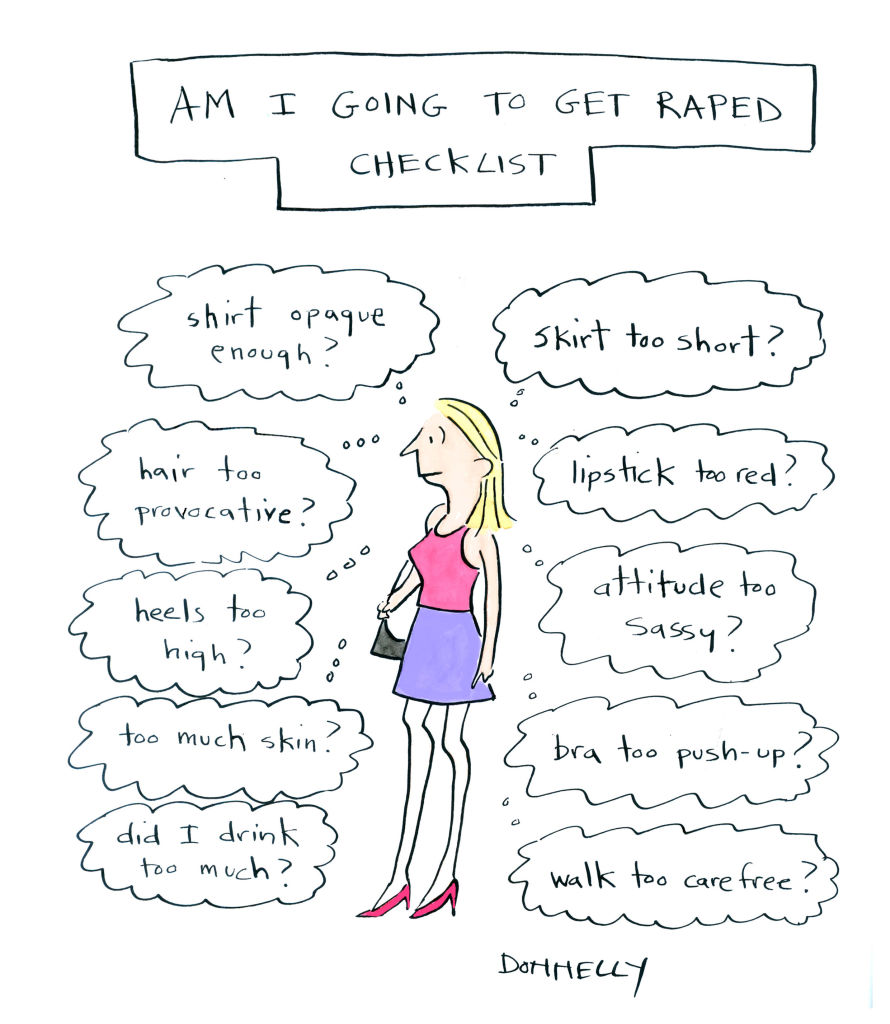 AM I GOING TO GET RAPED
CHECKLIST
shirt opaque
enough?
skirt too short?
hair too
provocative?
lipstick too red?
heels too
high?
attitude too
sassy?
too much skin?
bra too push-up?
did I drink
too much?
walk too carefree?
DONNELLY